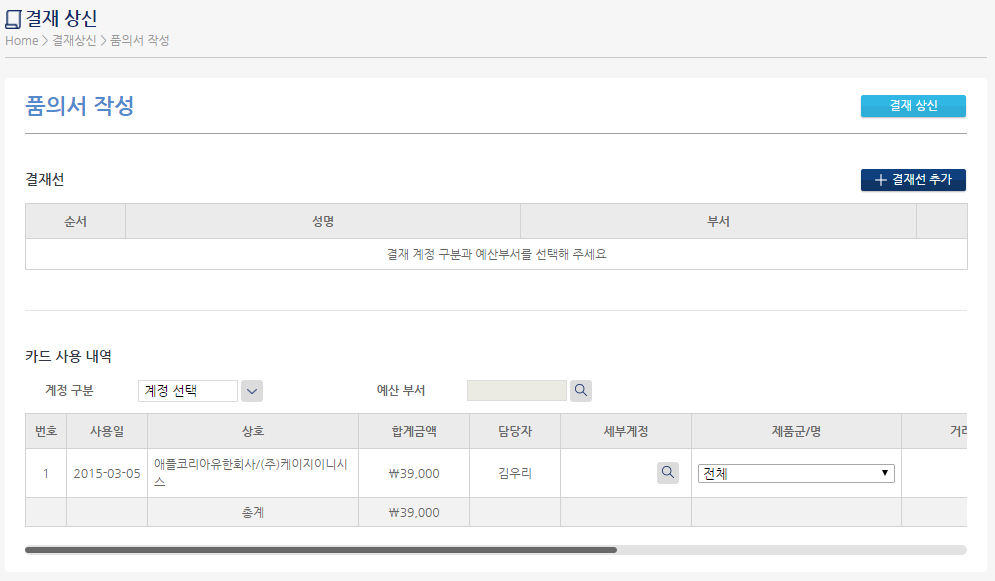 결재 상신
Home > 결재상신 > 품의서 작성
품의서 작성
결재 상신
결재선
+ 결재선 추가
순서 성명 부서
결재 계정 구분과 예산부서를 선택해 주세요
카드 사용 내역
계정 구분 계정 선택 예산 부서
번호 사용일 상호 합계금액 담당자 세부계정 제품군/명
1 2015-03-05 애플코리아유한회사/(주)케이지이니시스 ₩39,000 김우리 전체
총계 ₩39,000